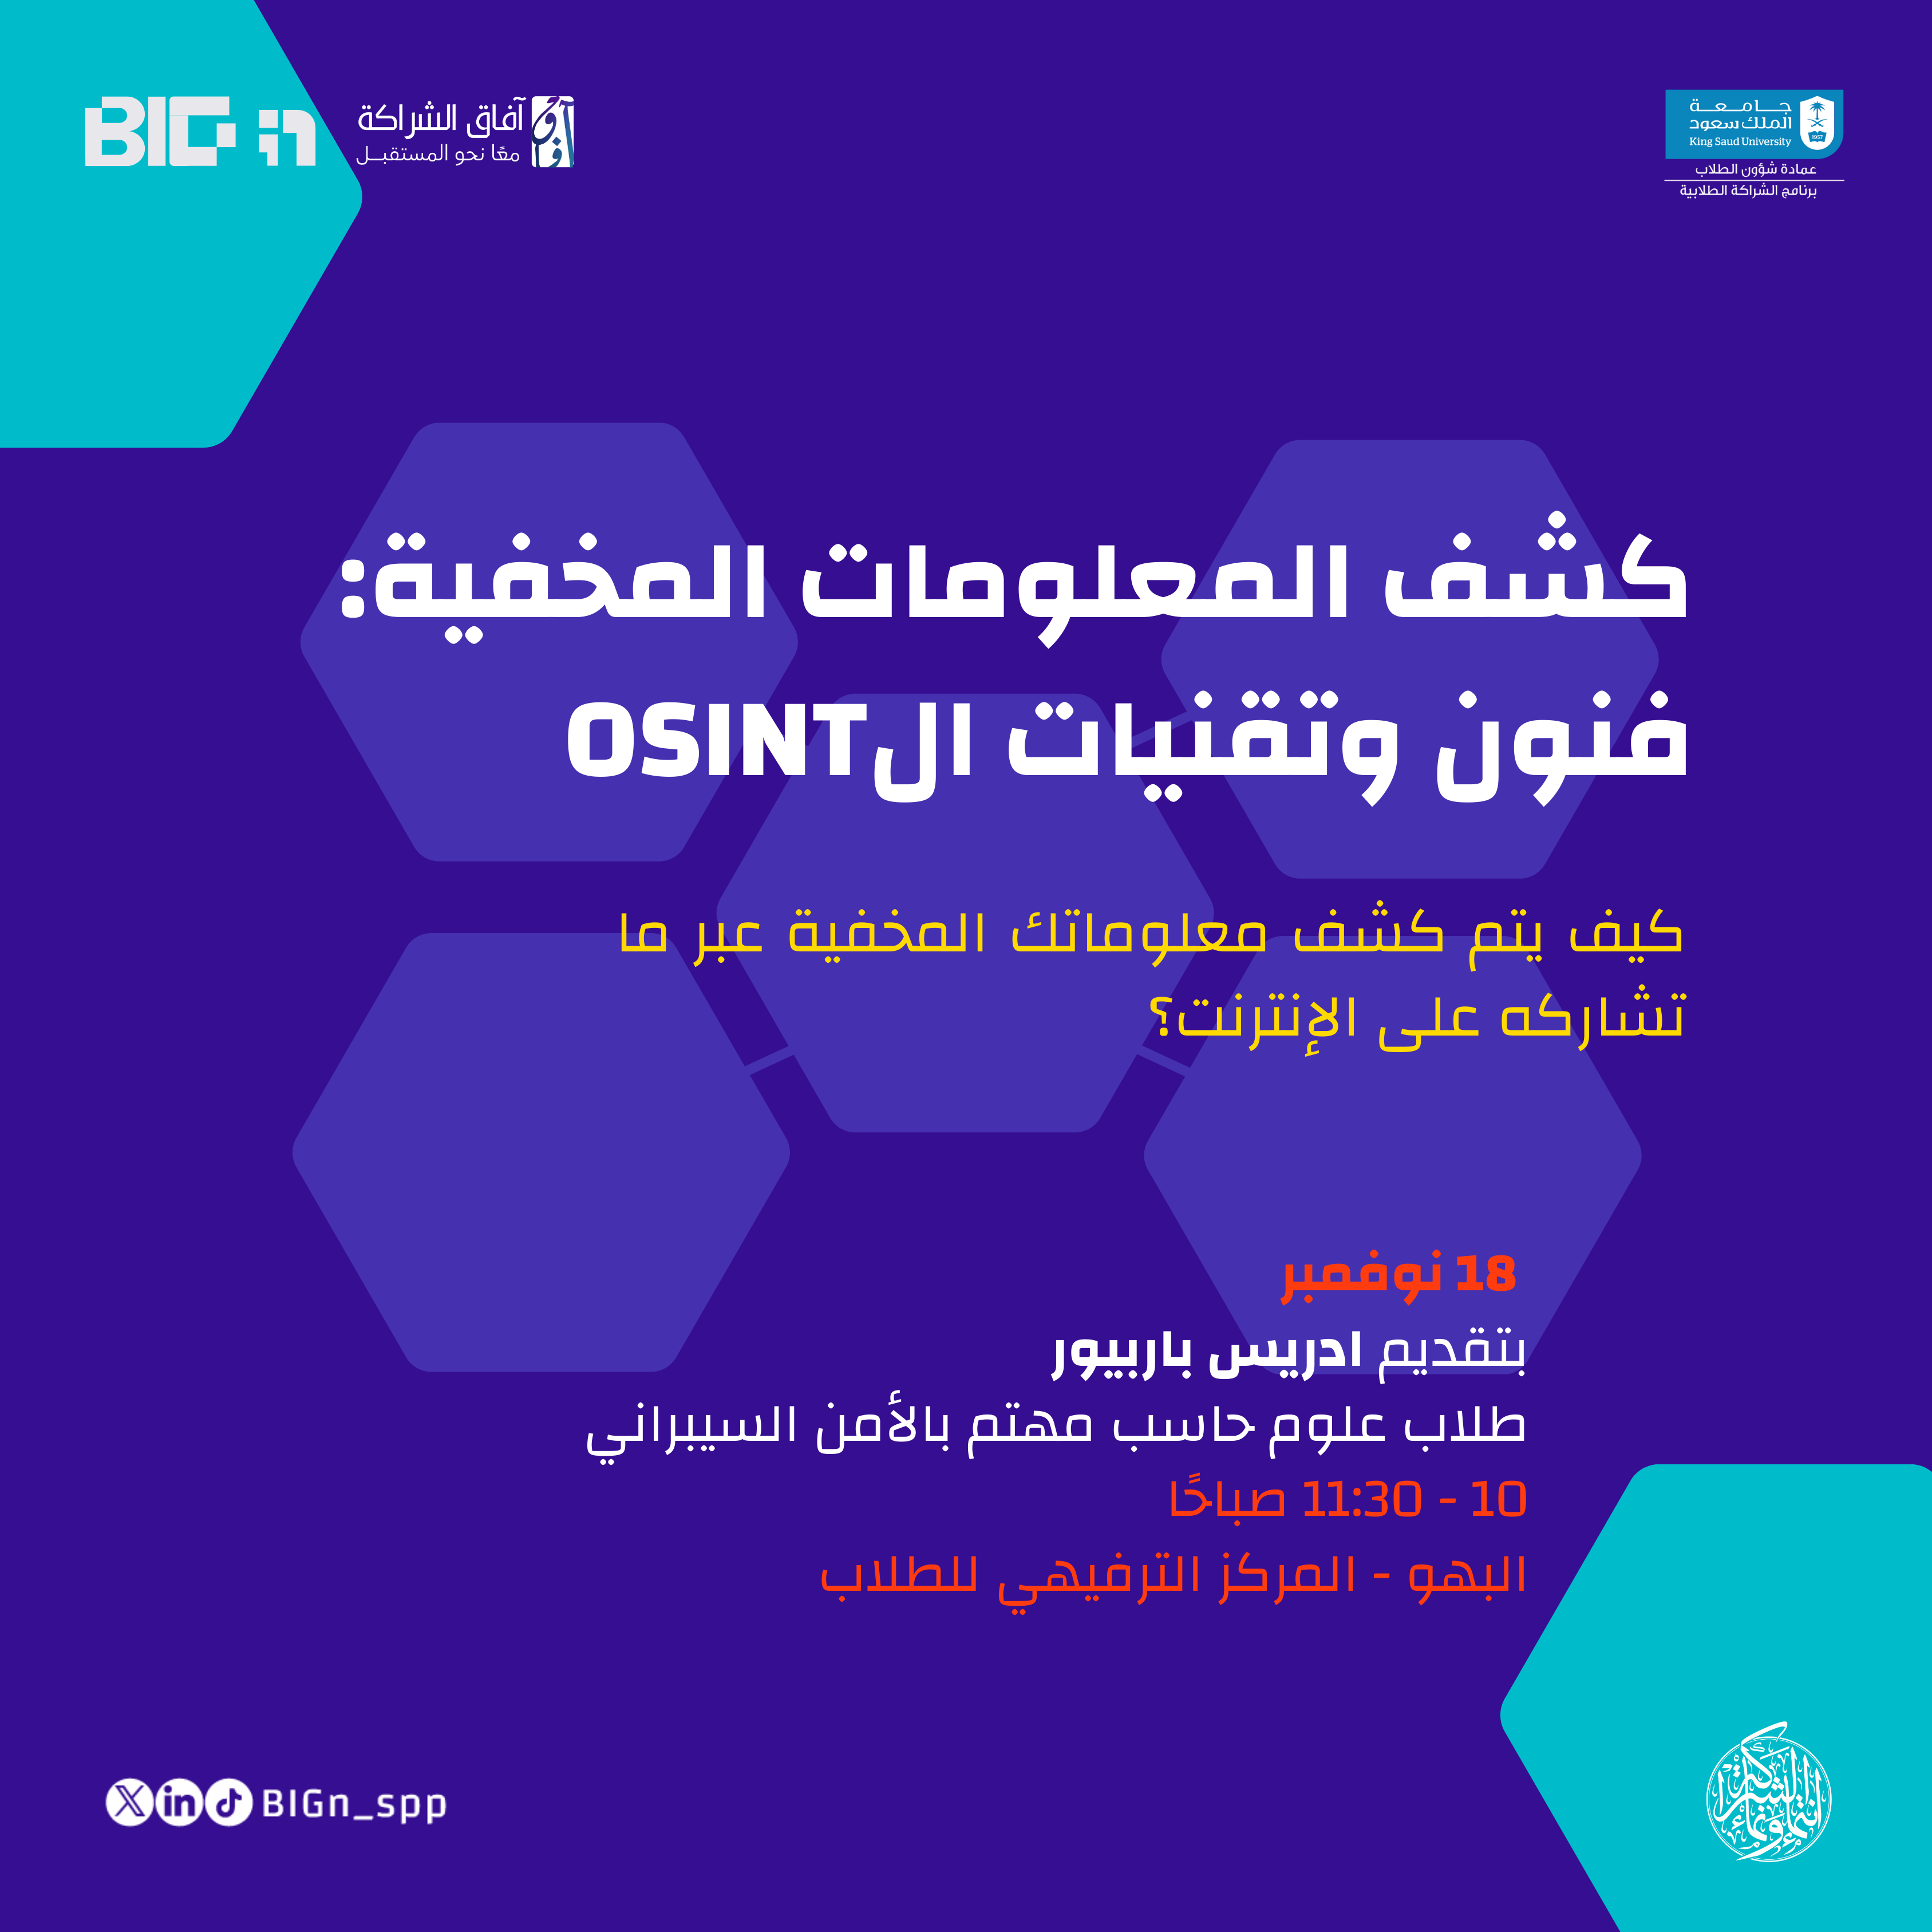 جامعة
الملك سعود
King Saud University
1957
عمادة شؤون الطلاب
برنامج الشراكة الطلابية
آفاق الشراكة
معًا نحو المستقبل
BIG n
كشف المعلومات المخفية:
فنون وتقنيات الOSINT
كيف يتم كشف معلوماتك المخفية عبر ما
تشاركه على الإنترنت؟
18 نوفمبر
بتقديم ادريس باربيور
طلاب علوم حاسب مهتم بالأمن السيبراني
10 - 11:30 صباحًا
البهو - المركز الترفيهي للطلاب
BIGn_spp